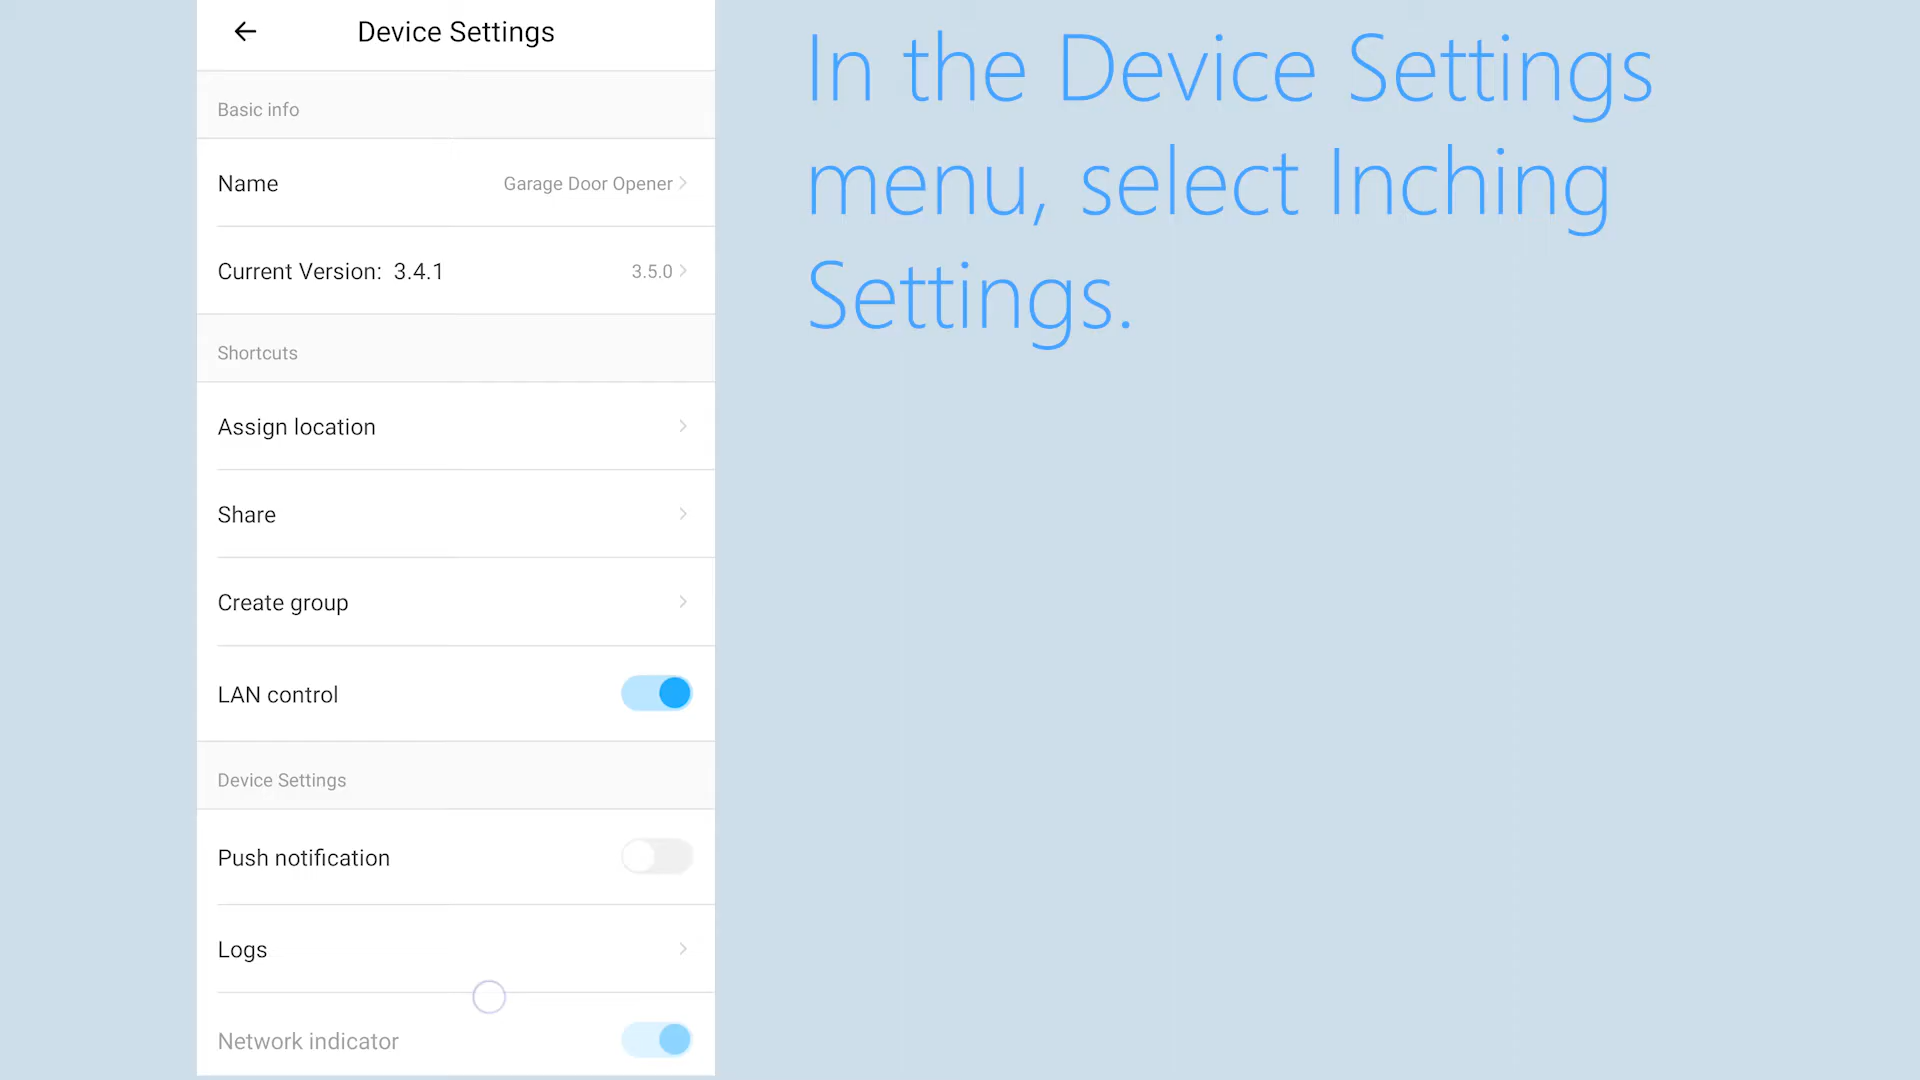 Device Settings
Basic info
Name Garage Door Opener
Current Version: 3.4.1 3.5.0
Shortcuts
Assign location
Share
Create group
LAN control
Device Settings
Push notification
Logs
Network indicator
In the Device Settings
menu, select Inching
Settings.